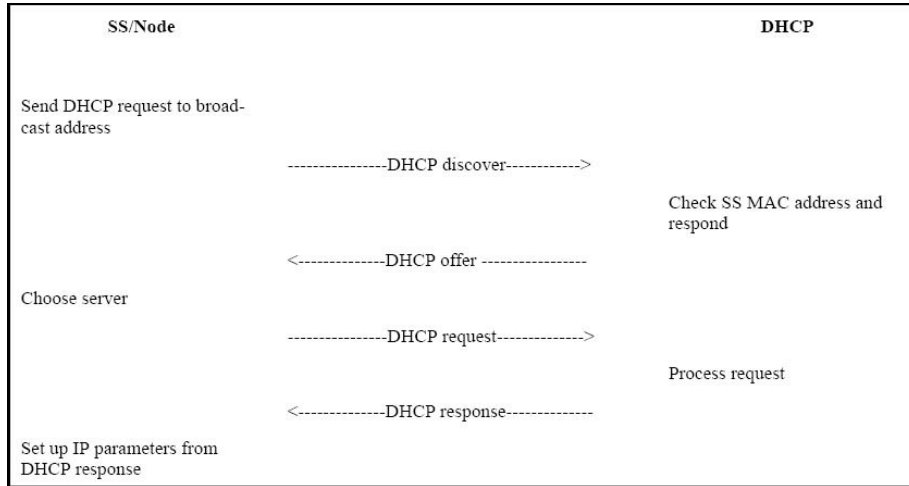 SS/Node DHCP
Send DHCP request to broad-
cast address
----------------DHCP discover------------>
Check SS MAC address and
respond
<--------------DHCP offer -----------------
Choose server
----------------DHCP request-------------->
Process request
<--------------DHCP response--------------
Set up IP parameters from
DHCP response